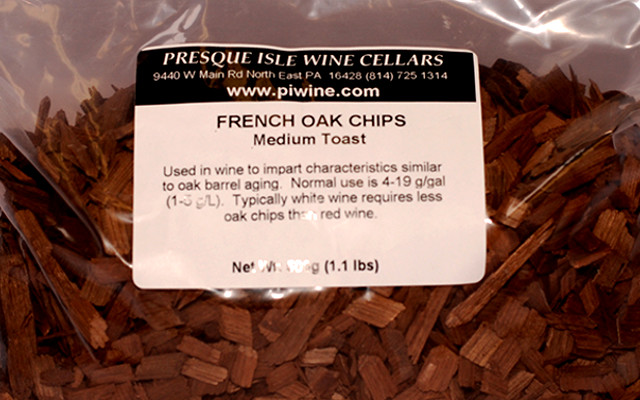 PRESQUE ISLE WINE CELLARS
9440 W Main Rd North East PA 16428 (814) 725 1314
www.piwine.com
FRENCH OAK CHIPS
Medium Toast
Used in wine to impart characteristics similar
to oak barrel aging. Normal use is 4-19 g/gal
Typically white wine requires less
oak chips than red wine.
Net Wt. (1.1 lbs)